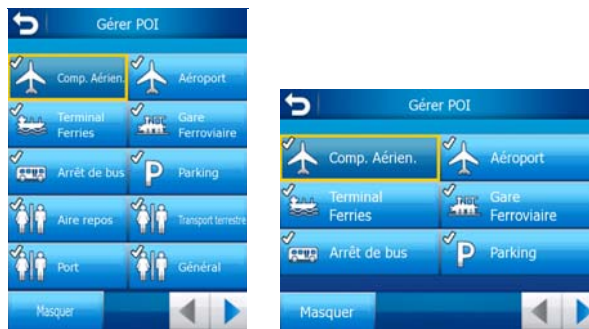 Gérer POI
Comp. Aérien.
Aéroport
Terminal
Ferries
Gare
Ferroviaire
Arrêt de bus
P
Parking
Aire repos
Transport terrestre
Port
Général
Masquer
Gérer POI
Comp. Aérien.
Aéroport
Terminal
Ferries
Gare
Ferroviaire
Arrêt de bus
P
Parking
Masquer